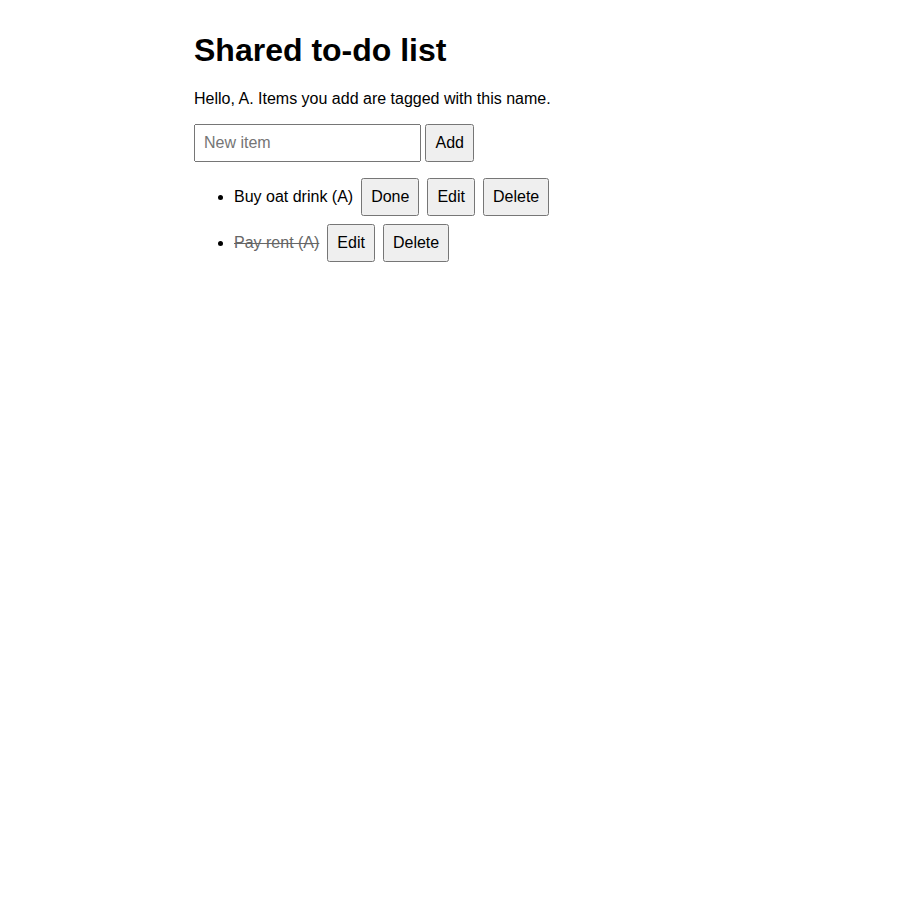 Shared to-do list
Hello, A. Items you add are tagged with this name.
New item Add
Buy oat drink (A) Done Edit Delete
Pay rent (A) Edit Delete